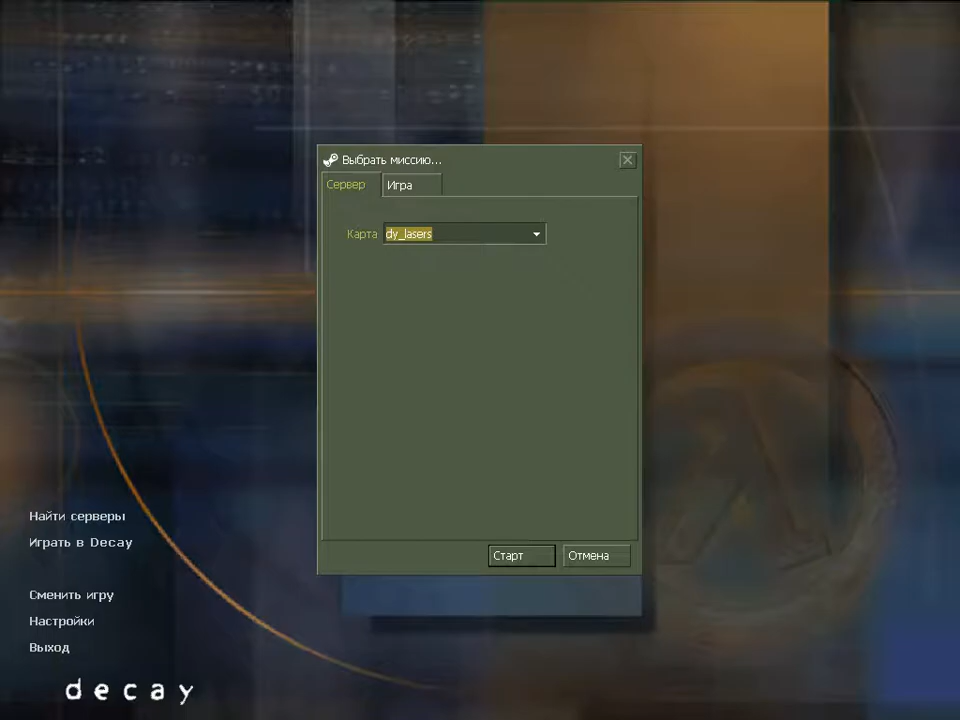 Выбрать миссию...
Сервер
Игра
Карта
dy_lasers
Старт
Отмена
Найти серверы
Играть в Decay
Сменить игру
Настройки
Выход
decay